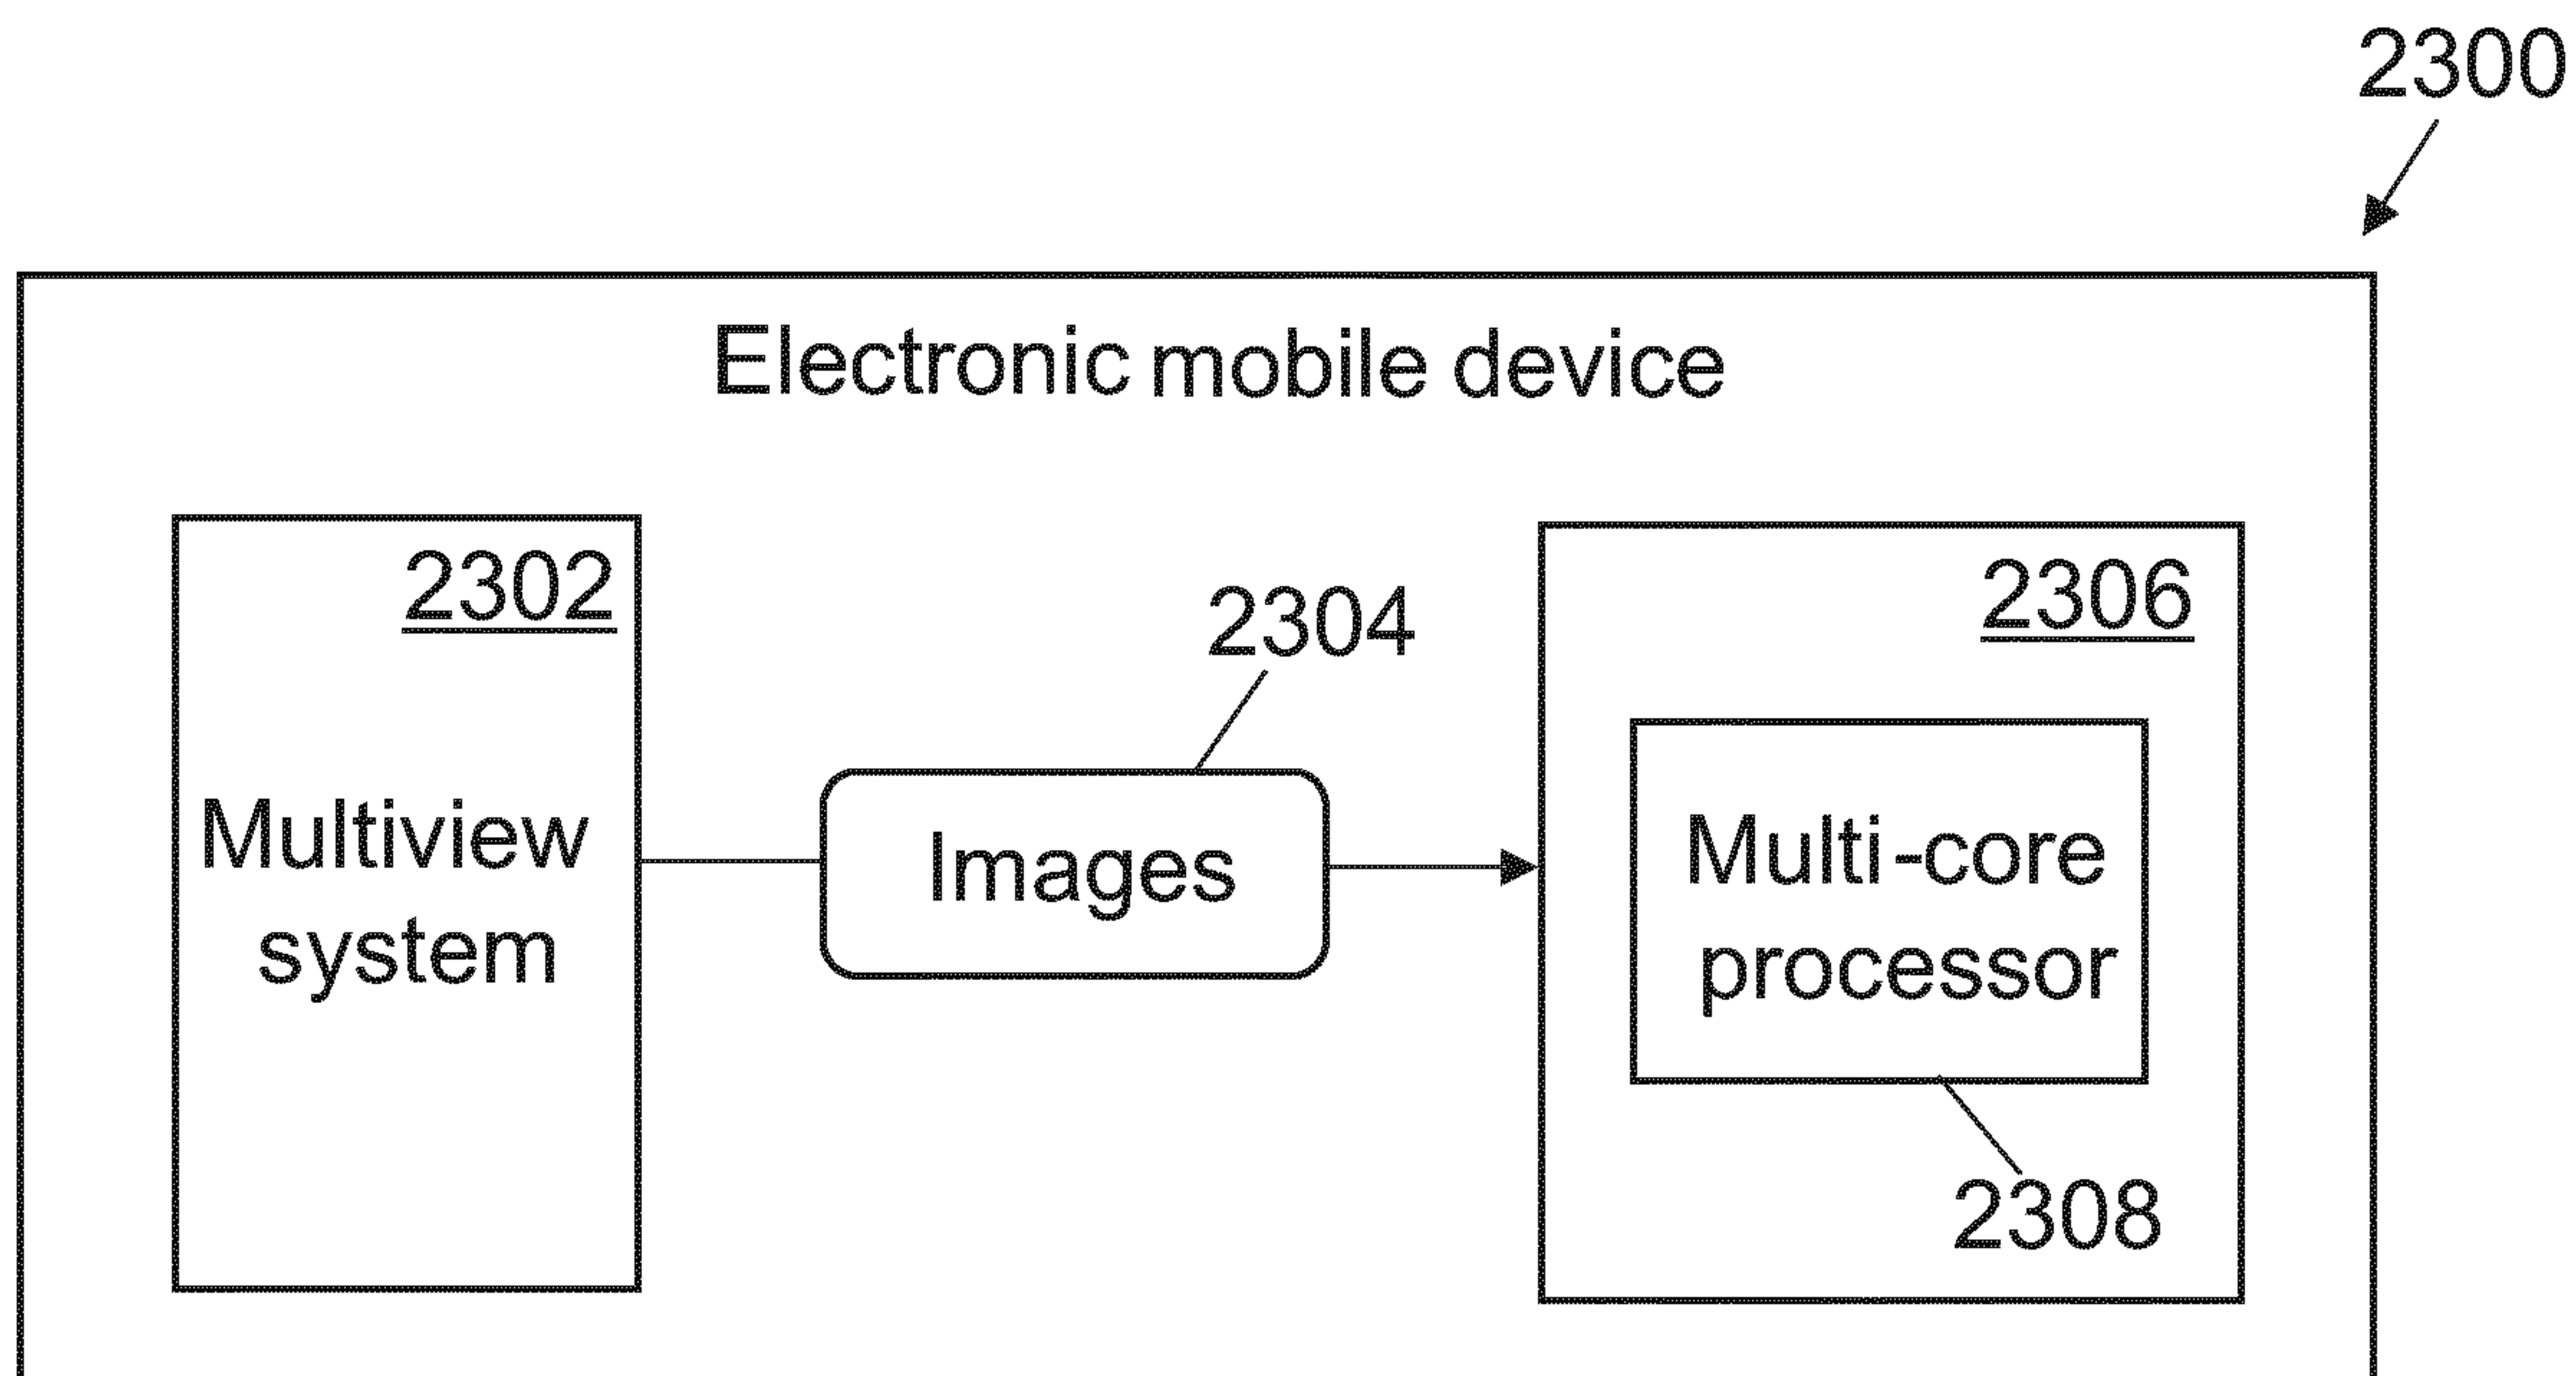 2300
Electronic mobile device
2302
2304
2306
Multiview
system
Images
Multi-core
processor
2308